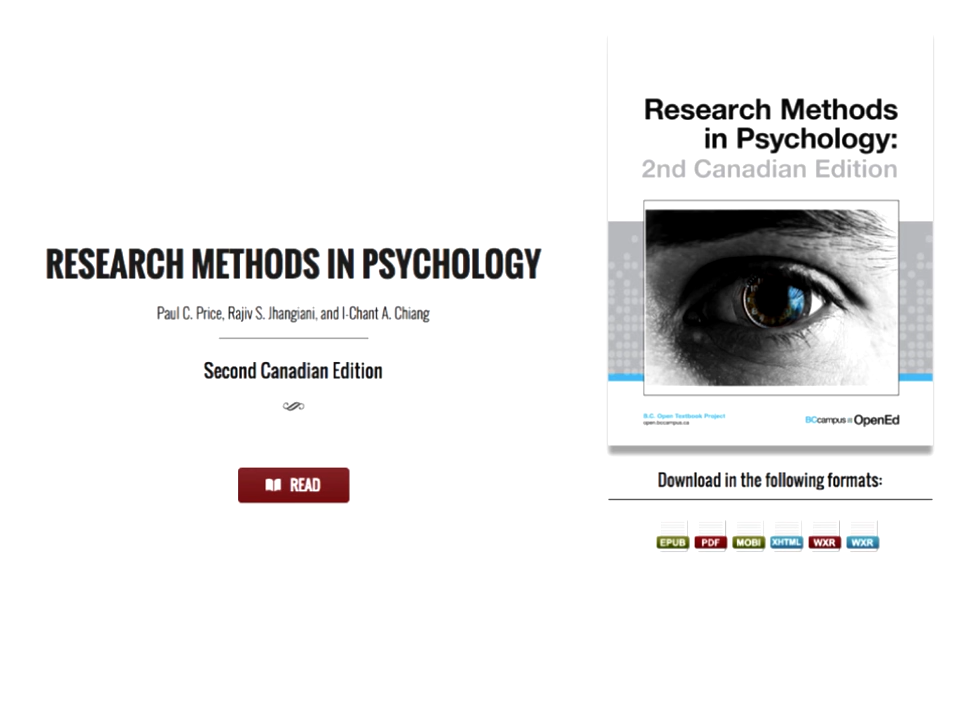 RESEARCH METHODS IN PSYCHOLOGY
Paul C. Price, Rajiv S. Jhangiani, and I-Chant A. Chiang
Second Canadian Edition
READ
Research Methods
in Psychology:
2nd Canadian Edition
B.C. Open Textbook Project
open.bccampus.ca
BCcampus OpenEd
Download in the following formats:
EPUB PDF MOBI XHTML WXR WXR